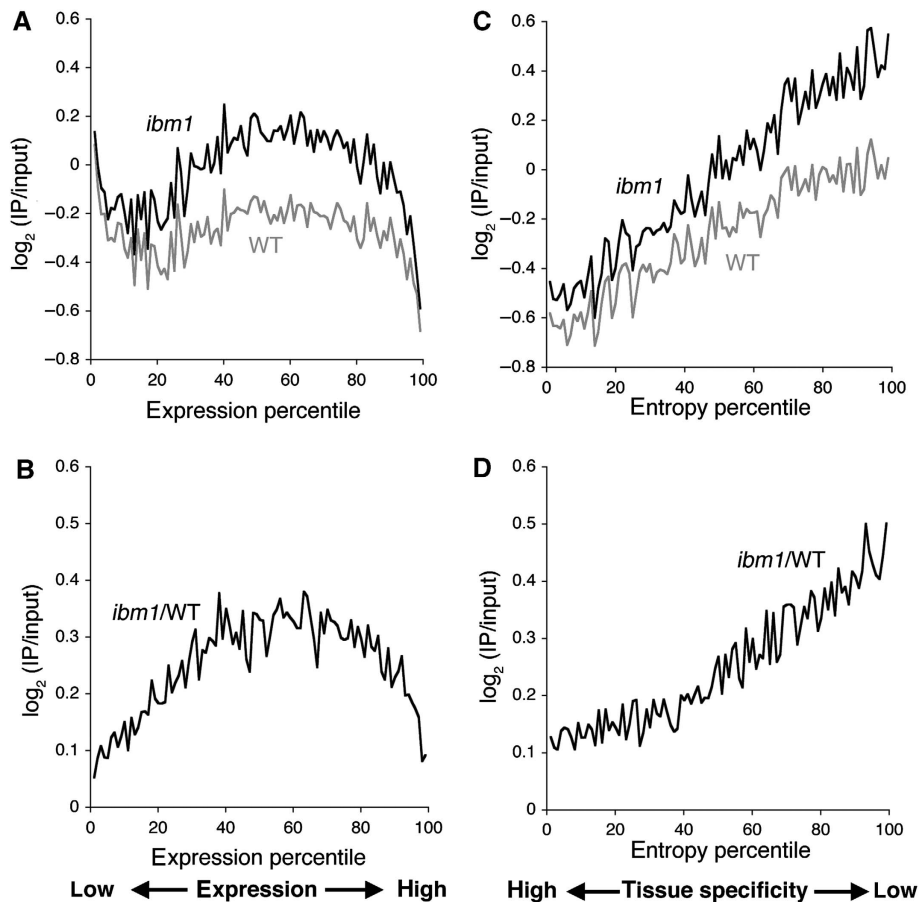 A
0.6
0.4
0.2
0
–0.2
–0.4
–0.6
–0.8
log2 (IP/input)
ibm1
WT
0 20 40 60 80 100
Expression percentile
C
0.6
0.4
0.2
0
–0.2
–0.4
–0.6
–0.8
log2 (IP/input)
ibm1
WT
0 20 40 60 80 100
Entropy percentile
B
0.6
0.5
0.4
0.3
0.2
0.1
0
log2 (IP/input)
ibm1/WT
0 20 40 60 80 100
Expression percentile
Low Expression High
D
0.6
0.5
0.4
0.3
0.2
0.1
0
log2 (IP/input)
ibm1/WT
0 20 40 60 80 100
Entropy percentile
High Tissue specificity Low